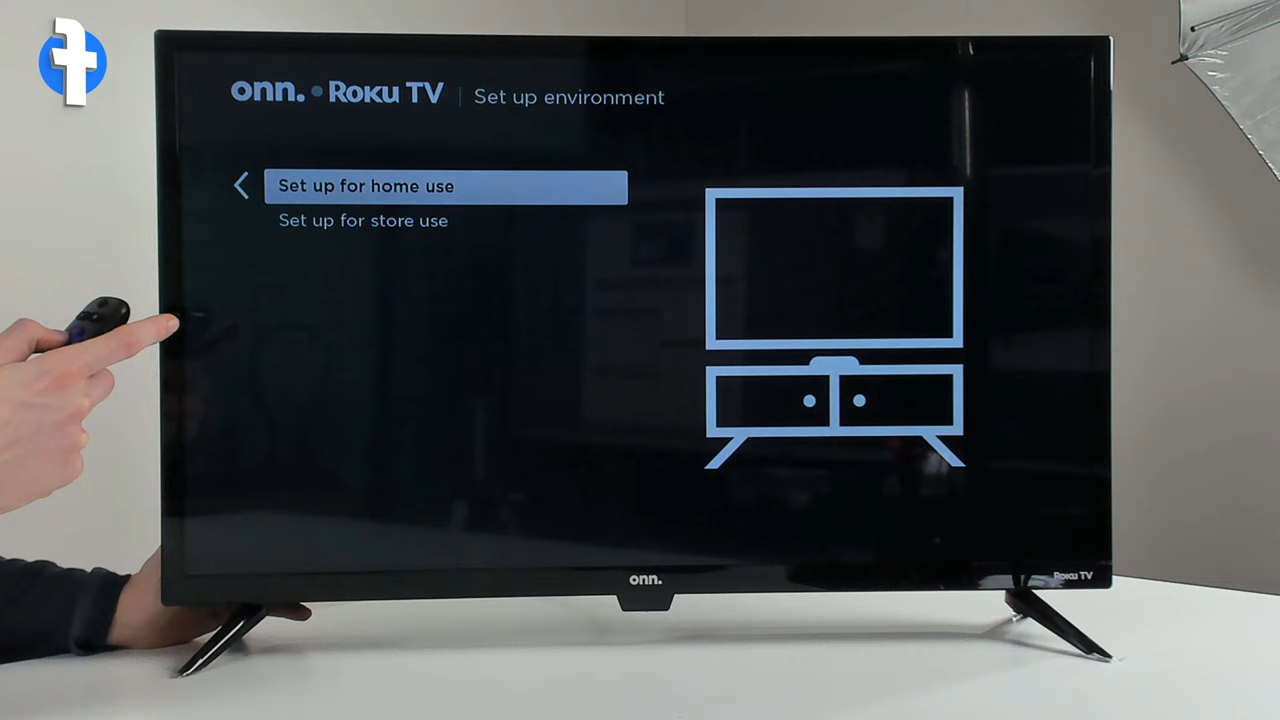 onn. • Roku TV | Set up environment
Set up for home use
Set up for store use
onn.
Roku TV